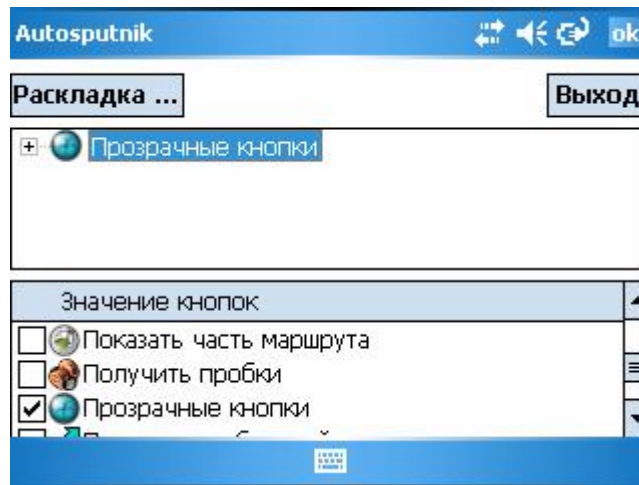 Autosputnik
ok
Раскладка ...
Выход
Прозрачные кнопки
Значение кнопок
Показать часть маршрута
Получить пробки
Прозрачные кнопки